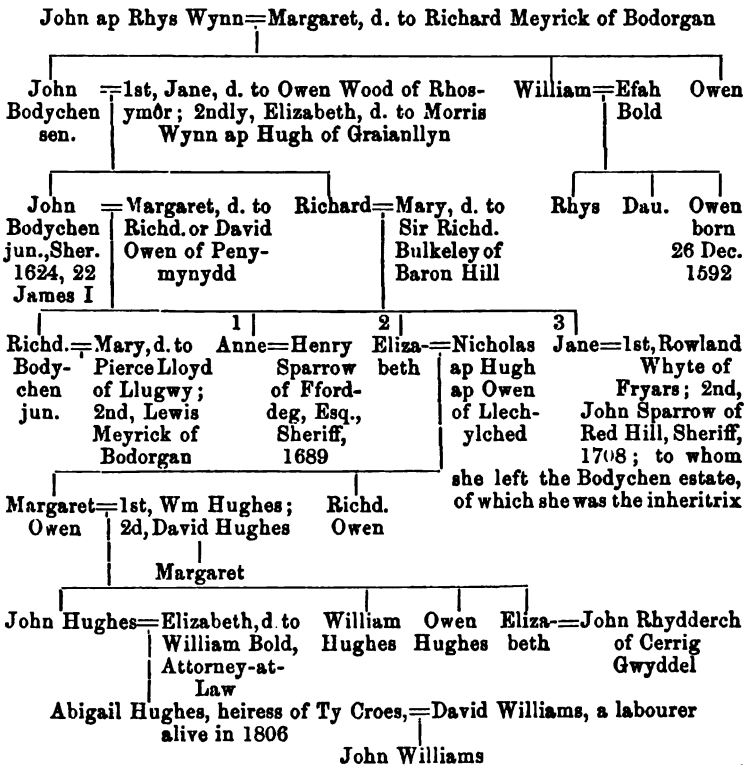 John ap Rhys Wynn=Margaret, d. to Richard Meyrick of Bodorgan
John =1st, Jane, d. to Owen Wood of Rhos- William=Efah Owen
Bodychen ymôr; 2ndly, Elizabeth, d. to Morris Bold
sen. Wynn ap Hugh of Graianllyn
John =Margaret, d. to Richard=Mary, d. to Rhys Dau. Owen
Bodychen Richd. or David Sir Richd. born
jun., Sher. Owen of Peny- Bulkeley of 26 Dec.
1624, 22 mynydd Baron Hill 1592
James I
1 2 3
Richd.=Mary, d. to Anne=Henry Eliza-=Nicholas Jane=1st, Rowland
Body- Pierce Lloyd Sparrow beth ap Hugh Whyte of
chen of Llugwy; of Fford- ap Owen Fryars; 2nd,
jun. 2nd, Lewis deg, Esq., of Llech- John Sparrow of
Meyrick of Sheriff, ylched Red Hill, Sheriff,
Bodorgan 1689 1708; to whom
she left the Bodychen estate,
Margaret=1st, Wm Hughes; Richd. of which she was the inheritrix
Owen 2d, David Hughes Owen
Margaret
John Hughes=Elizabeth, d. to William Owen Eliza-=John Rhydderch
William Bold, Hughes Hughes beth of Cerrig
Attorney-at- Gwyddel
Law
Abigail Hughes, heiress of Ty Croes,=David Williams, a labourer
alive in 1806
John Williams